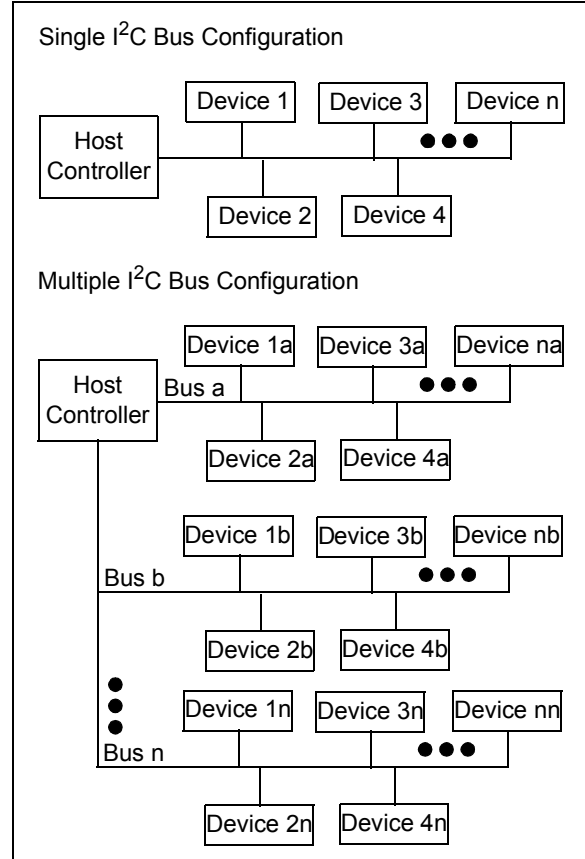 Single I²C Bus Configuration
Device 1
Device 3
Device n
Host
Controller
Device 2
Device 4
Multiple I²C Bus Configuration
Device 1a
Device 3a
Device na
Host
Controller
Bus a
Device 2a
Device 4a
Device 1b
Device 3b
Device nb
Bus b
Device 2b
Device 4b
Device 1n
Device 3n
Device nn
Bus n
Device 2n
Device 4n